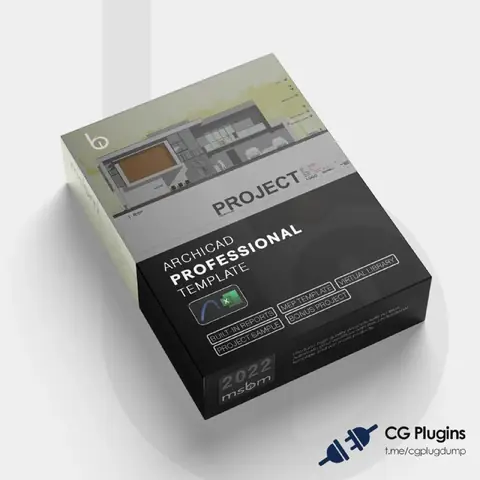 PROJECT
ARCHICAD
PROFESSIONAL
TEMPLATE
BUILT-IN REPORTS
MEP TEMPLATE
VIRTUAL LIBRARY
PROJECT SAMPLE
BONUS PROJECT
2022
msbm
CG Plugins
t.me/cgplugdump